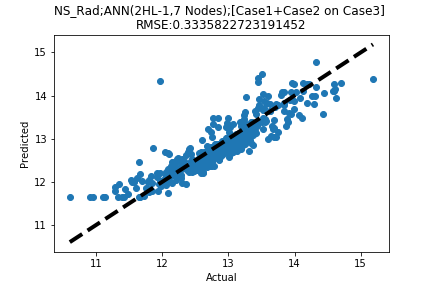 NS_Rad;ANN(2HL-1,7 Nodes);[Case1+Case2 on Case3]
RMSE:0.3335822723191452
15
14
13
12
11
Predicted
11
12
13
14
15
Actual